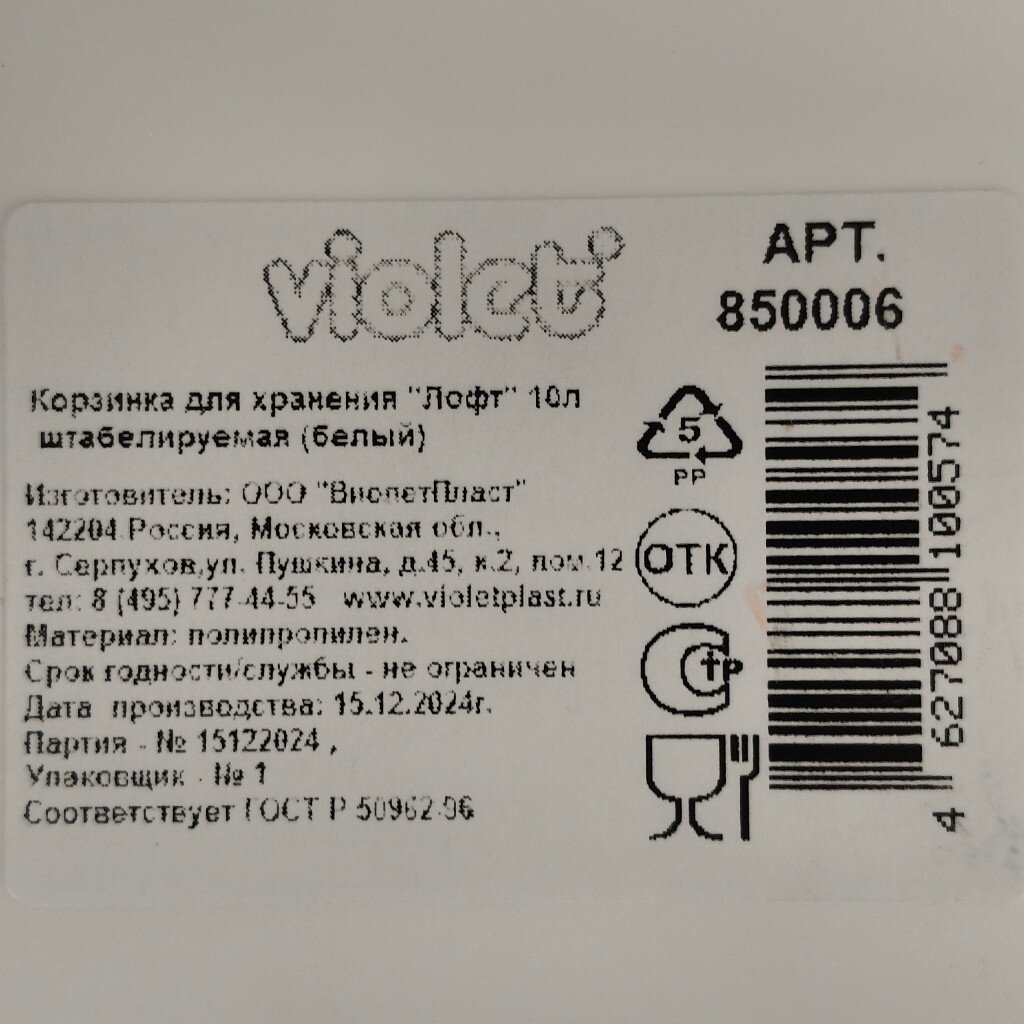 violet
АРТ.
850006
Корзинка для хранения "Лофт" 10л
штабелируемая (белый)
Изготовитель: ООО "ВиолетПласт"
142204 Россия, Московская обл.,
г. Серпухов,ул. Пушкина, д.45, к.2, пом.12
тел: 8 (495) 777-44-55 www.violetplast.ru
Материал: полипропилен.
Срок годности/службы - не ограничен
Дата производства: 15.12.2024г.
Партия - № 15122024 ,
Упаковщик - № 1
Соответствует ГОСТ Р 50962-96
5
PP
ОТК
4 627088 100574